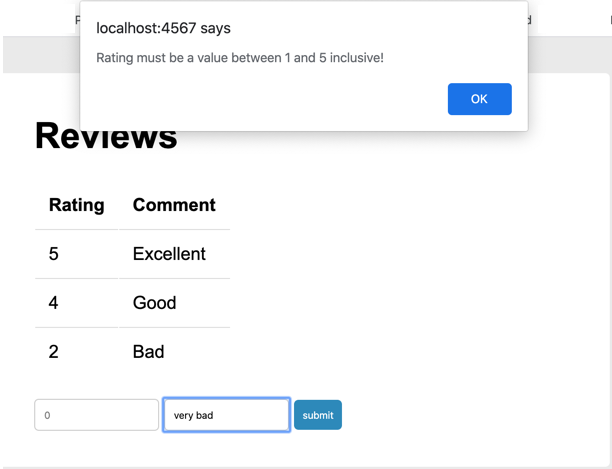 localhost:4567 says
Rating must be a value between 1 and 5 inclusive!
OK
Reviews
Rating Comment
5 Excellent
4 Good
2 Bad
0 very bad submit